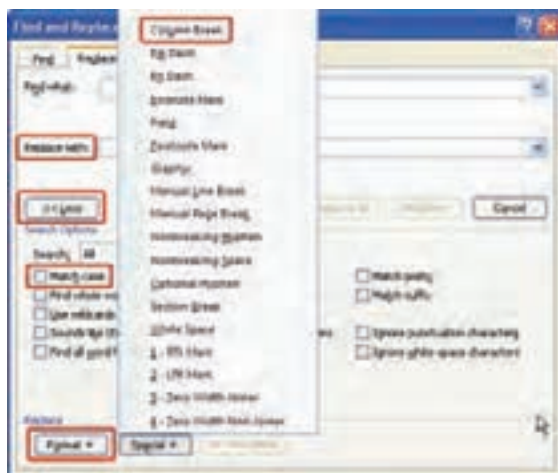 Find and Replace
Find
Replace
Find what:
Replace with:
<< Less
Cancel
Search Options
Search: All
Match case
Find whole
Use wildcards
Sounds like
Find all word
Match prefix
Match suffix
Ignore punctuation characters
Ignore white-space characters
Replace
Format
Special
Column Break
Em Dash
En Dash
Endnote Mark
Field
Footnote Mark
Graphic
Manual Line Break
Manual Page Break
Nonbreaking Hyphen
Nonbreaking Space
Optional Hyphen
Section Break
White Space
1 - RTL Mark
2 - LTR Mark
3 - Zero Width Joiner
4 - Zero Width Non-Joiner